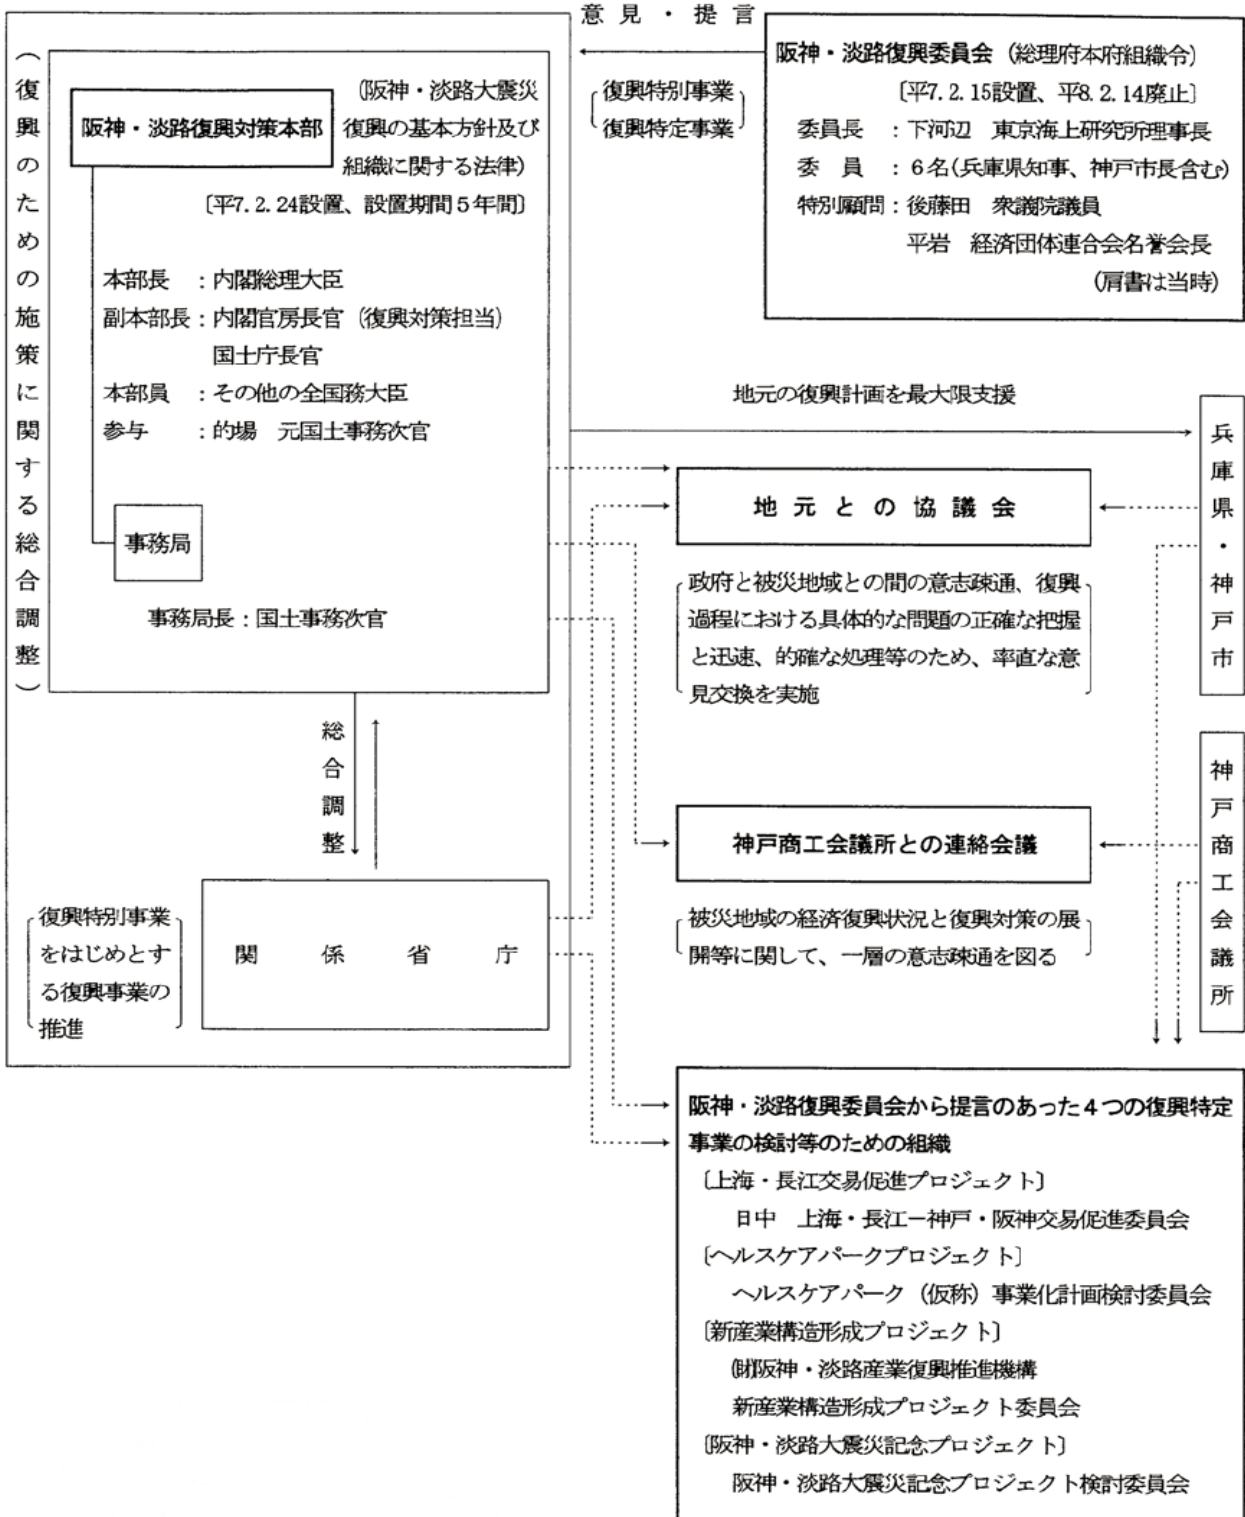 意見・提言
(復興のための施策に関する総合調整)
阪神・淡路復興対策本部
(阪神・淡路大震災
復興の基本方針及び
組織に関する法律)
〔平7.2.24設置、設置期間5年間〕
本部長　：内閣総理大臣
副本部長：内閣官房長官(復興対策担当)
国土庁長官
本部員　：その他の全国務大臣
参与　　：的場　元国土事務次官
事務局
事務局長：国土事務次官
復興特別事業
復興特定事業
阪神・淡路復興委員会(総理府本府組織令)
〔平7.2.15設置、平8.2.14廃止〕
委員長　：下河辺　東京海上研究所理事長
委　員　：6名(兵庫県知事、神戸市長含む)
特別顧問：後藤田　衆議院議員
平岩　経済団体連合会名誉会長
(肩書は当時)
地元の復興計画を最大限支援
兵庫県・神戸市
地元との協議会
政府と被災地域との間の意志疎通、復興
過程における具体的な問題の正確な把握
と迅速、的確な処理等のため、率直な意
見交換を実施
総合調整
神戸商工会議所
神戸商工会議所との連絡会議
被災地域の経済復興状況と復興対策の展
開等に関して、一層の意志疎通を図る
復興特別事業
をはじめとす
る復興事業の
推進
関係省庁
阪神・淡路復興委員会から提言のあった4つの復興特定
事業の検討等のための組織
〔上海・長江交易促進プロジェクト〕
日中　上海・長江ー神戸・阪神交易促進委員会
〔ヘルスケアパークプロジェクト〕
ヘルスケアパーク(仮称)事業化計画検討委員会
〔新産業構造形成プロジェクト〕
㈶阪神・淡路産業復興推進機構
新産業構造形成プロジェクト委員会
〔阪神・淡路大震災記念プロジェクト〕
阪神・淡路大震災記念プロジェクト検討委員会